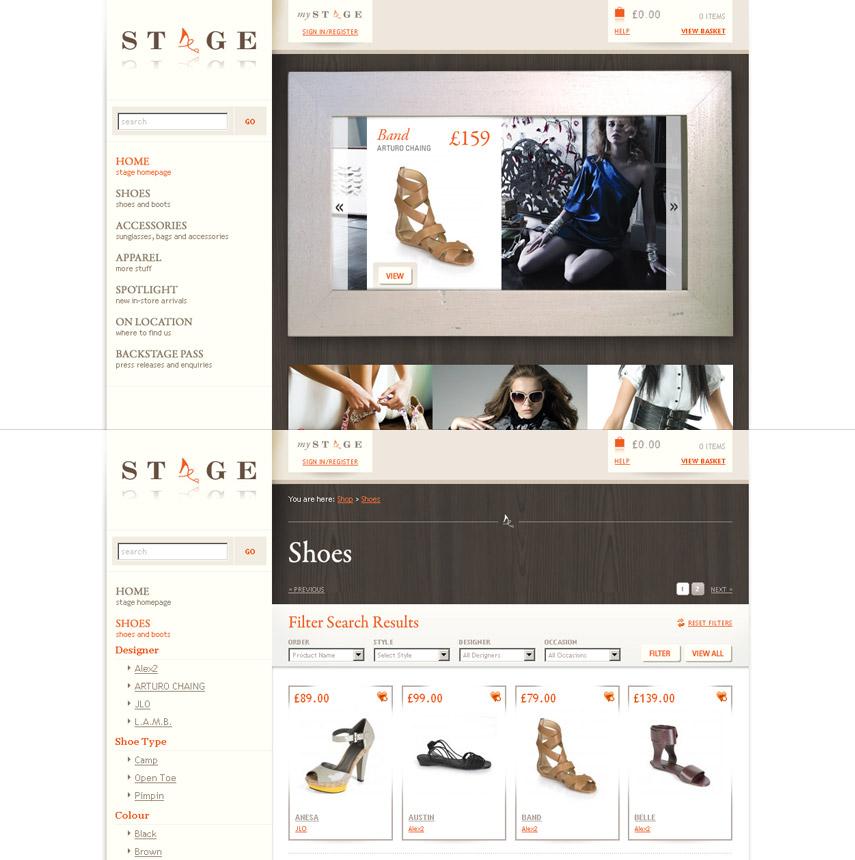 STAGE
my STAGE
SIGN IN/REGISTER
£0.00
0 ITEMS
HELP
VIEW BASKET
search
GO
HOME
stage homepage
SHOES
shoes and boots
ACCESSORIES
sunglasses, bags and accessories
APPAREL
more stuff
SPOTLIGHT
new in-store arrivals
ON LOCATION
where to find us
BACKSTAGE PASS
press releases and enquiries
Band
£159
ARTURO CHAING
«
»
VIEW
STAGE
my STAGE
SIGN IN/REGISTER
£0.00
0 ITEMS
HELP
VIEW BASKET
search
GO
HOME
stage homepage
SHOES
shoes and boots
Designer
Alex2
ARTURO CHAING
JLO
L.A.M.B.
Shoe Type
Camp
Open Toe
Pimpin
Colour
Black
Brown
You are here: Shop > Shoes
Shoes
« PREVIOUS
1 2 NEXT »
Filter Search Results
RESET FILTERS
ORDER STYLE DESIGNER OCCASION
Product Name Select Style All Designers All Occasions FILTER VIEW ALL
£89.00 £99.00 £79.00 £139.00
ANESA AUSTIN BAND BELLE
JLO Alex2 Alex2 Alex2